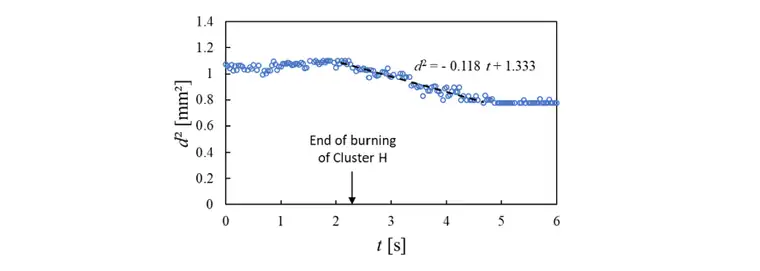 1.4
1.2
1
0.8
0.6
0.4
0.2
0
d² [mm²]
d² = - 0.118 t + 1.333
End of burning
of Cluster H
0 1 2 3 4 5 6
t [s]